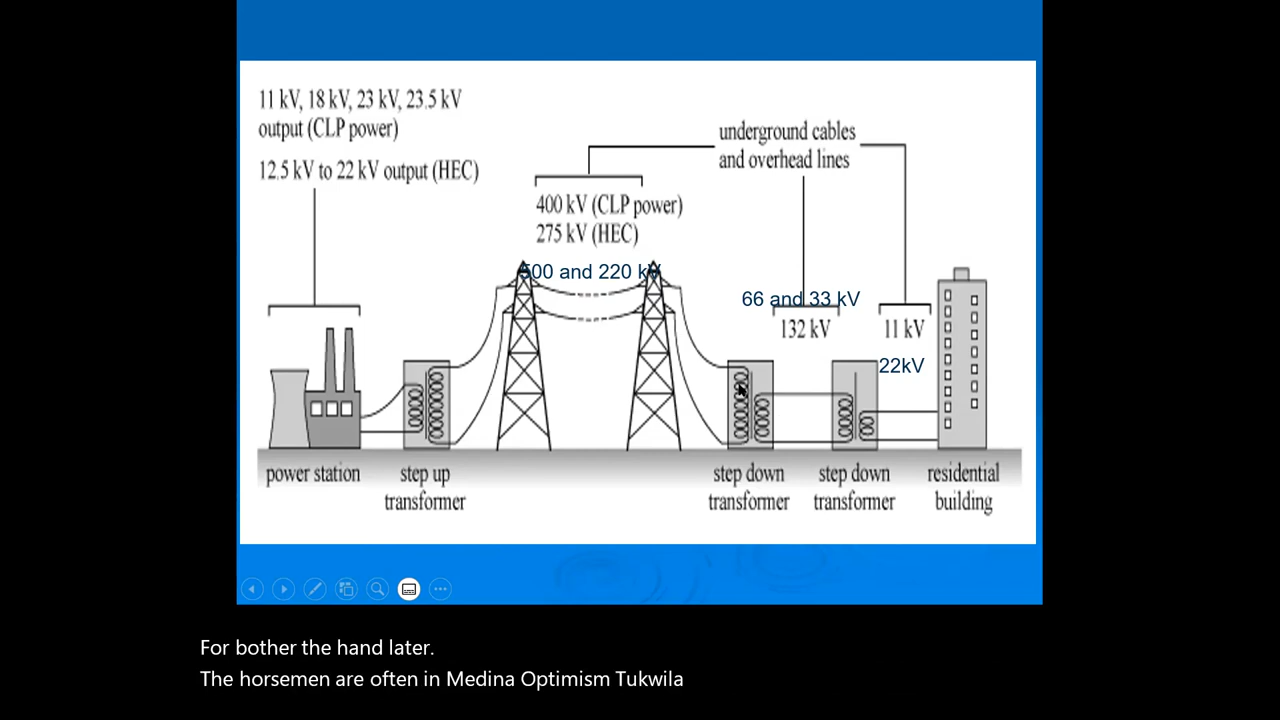 11 kV, 18 kV, 23 kV, 23.5 kV
output (CLP power)
12.5 kV to 22 kV output (HEC)
underground cables
and overhead lines
400 kV (CLP power)
275 kV (HEC)
500 and 220 kV
66 and 33 kV
132 kV
11 kV
22kV
power station
step up
transformer
step down
transformer
step down
transformer
residential
building
For bother the hand later.
The horsemen are often in Medina Optimism Tukwila